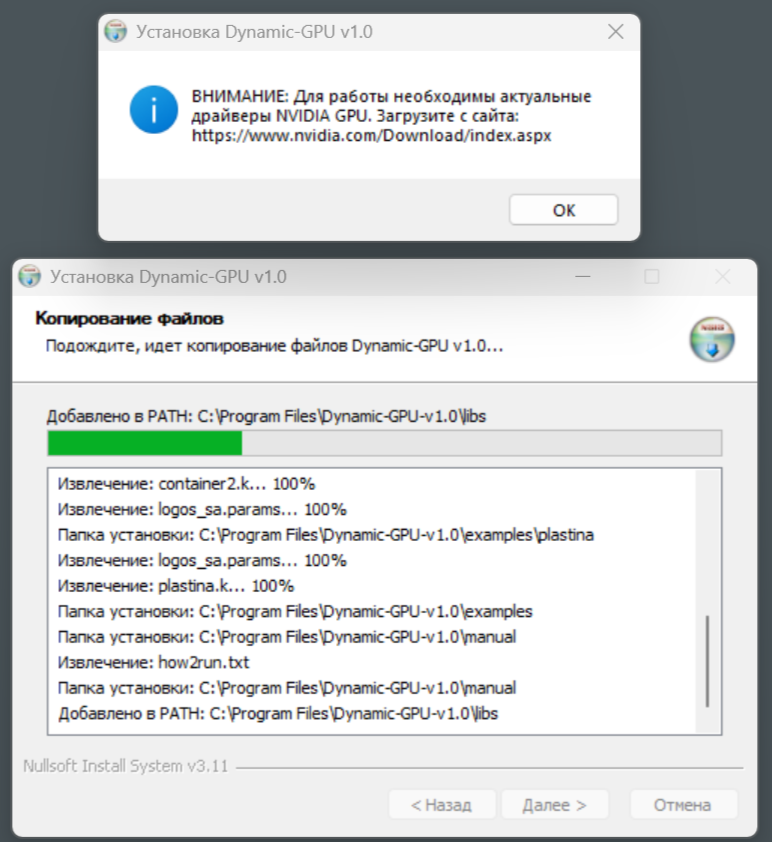 Установка Dynamic-GPU v1.0
ВНИМАНИЕ: Для работы необходимы актуальные
драйверы NVIDIA GPU. Загрузите с сайта:
https://www.nvidia.com/Download/index.aspx
ОК
Установка Dynamic-GPU v1.0
Копирование файлов
Подождите, идет копирование файлов Dynamic-GPU v1.0...
Добавлено в PATH: C:\Program Files\Dynamic-GPU-v1.0\libs
Извлечение: container2.k... 100%
Извлечение: logos_sa.params... 100%
Папка установки: C:\Program Files\Dynamic-GPU-v1.0\examples\plastina
Извлечение: logos_sa.params... 100%
Извлечение: plastina.k... 100%
Папка установки: C:\Program Files\Dynamic-GPU-v1.0\examples
Папка установки: C:\Program Files\Dynamic-GPU-v1.0\manual
Извлечение: how2run.txt
Папка установки: C:\Program Files\Dynamic-GPU-v1.0\manual
Добавлено в PATH: C:\Program Files\Dynamic-GPU-v1.0\libs
Nullsoft Install System v3.11
< Назад
Далее >
Отмена